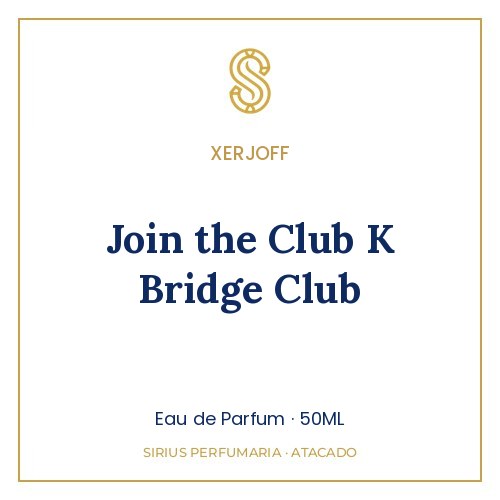 XERJOFF
Join the Club K
Bridge Club
Eau de Parfum · 50ML
SIRIUS PERFUMARIA · ATACADO